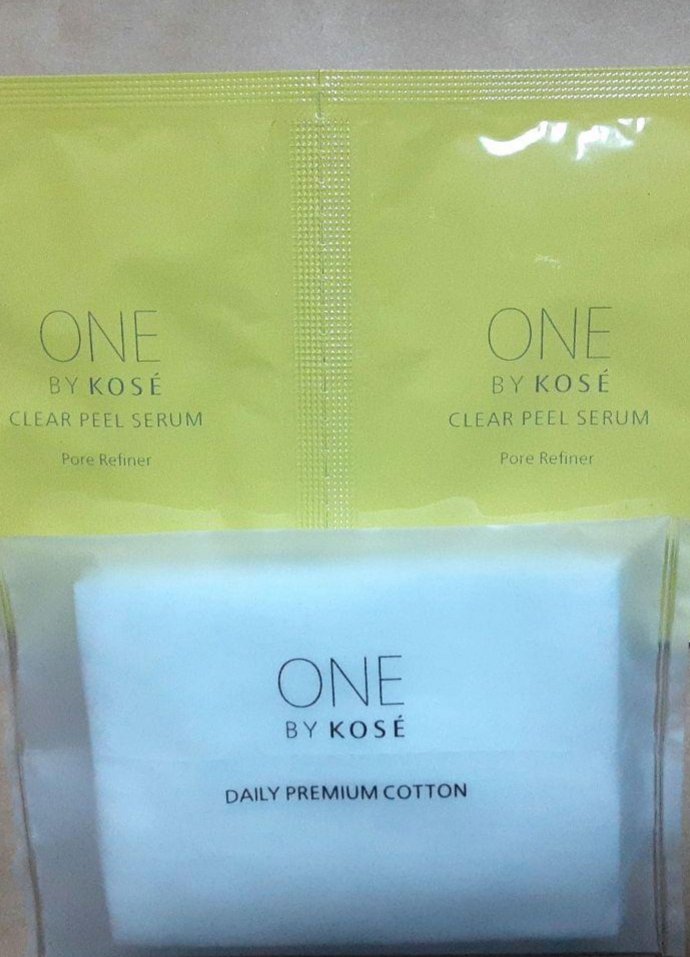 ONE
BY KOSÉ
CLEAR PEEL SERUM
Pore Refiner
ONE
BY KOSÉ
CLEAR PEEL SERUM
Pore Refiner
ONE
BY KOSÉ
DAILY PREMIUM COTTON